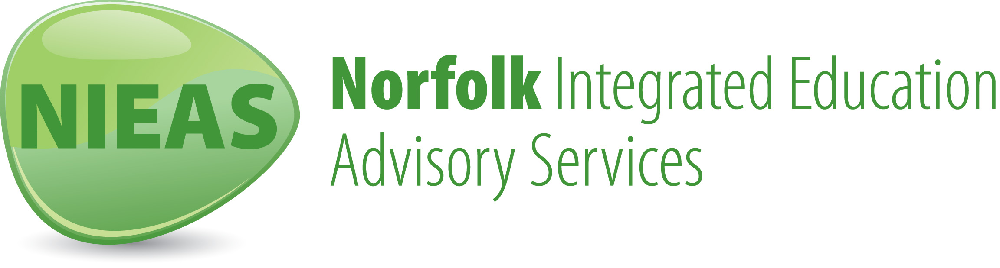 NIEAS
Norfolk Integrated Education
Advisory Services